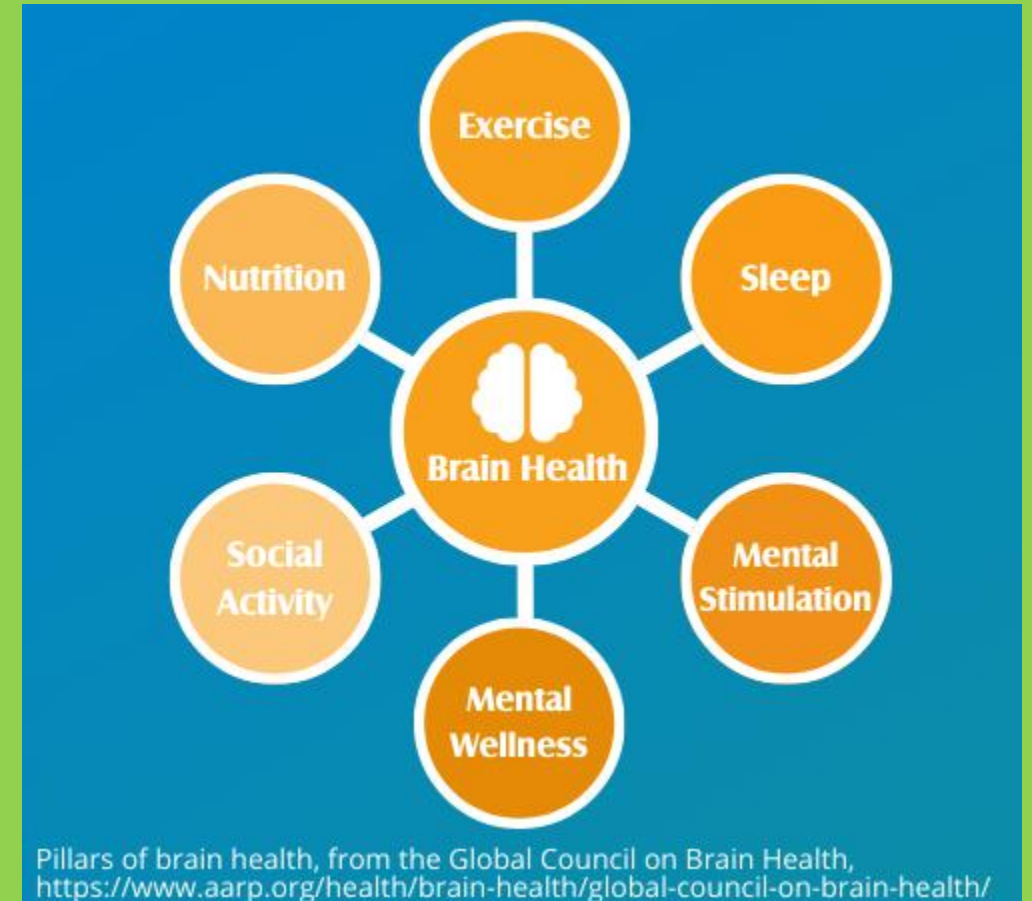 Exercise
Nutrition
Sleep
Brain Health
Social
Activity
Mental
Stimulation
Mental
Wellness
Pillars of brain health, from the Global Council on Brain Health,
https://www.aarp.org/health/brain-health/global-council-on-brain-health/